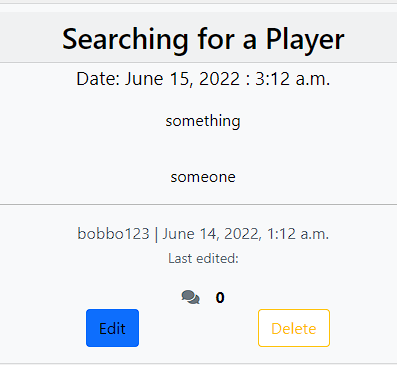 Searching for a Player
Date: June 15, 2022 : 3:12 a.m.
something
someone
bobbo123 | June 14, 2022, 1:12 a.m.
Last edited:
0
Edit
Delete